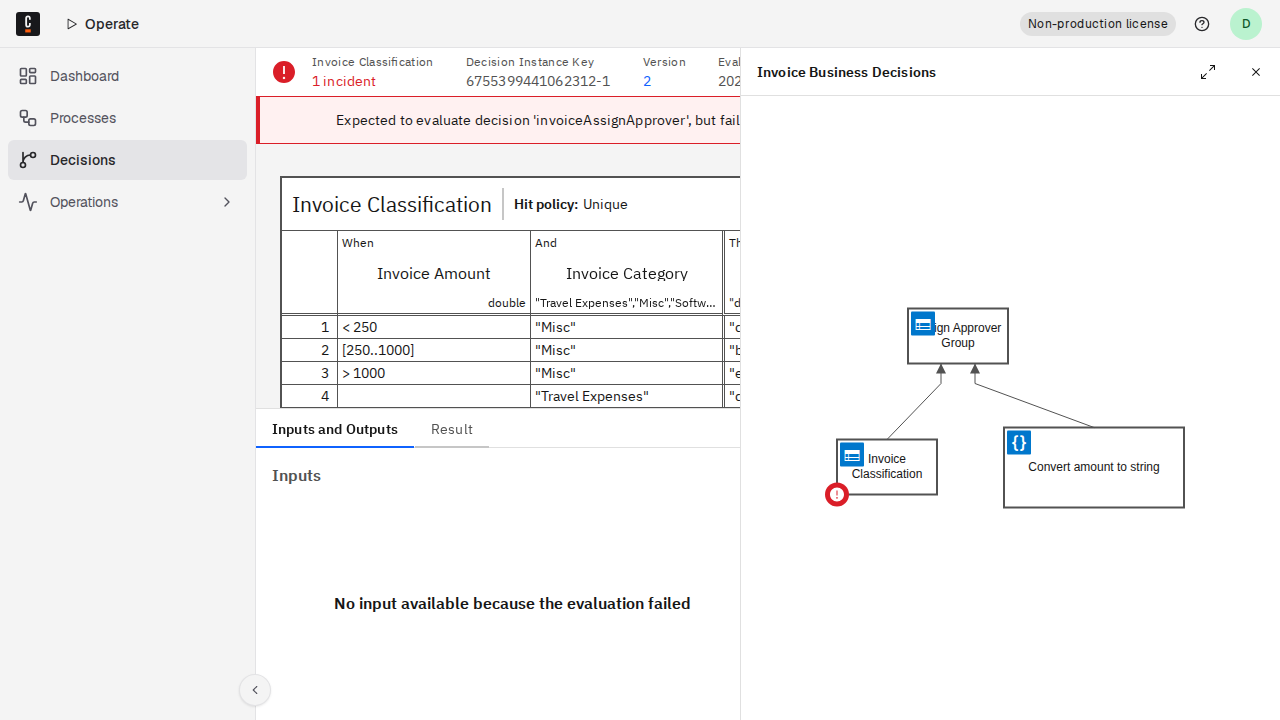 Operate
Non-production license
D
Dashboard
Processes
Decisions
Operations
Invoice Classification
1 incident
Decision Instance Key
6755399441062312-1
Version
2
Eval
202
Expected to evaluate decision 'invoiceAssignApprover', but fail
Invoice Classification
Hit policy: Unique
When
Invoice Amount
double
And
Invoice Category
"Travel Expenses","Misc","Softw...
Th
"d
1 < 250 "Misc" "d
2 [250..1000] "Misc" "b
3 > 1000 "Misc" "e
4 "Travel Expenses" "d
Inputs and Outputs
Result
Inputs
No input available because the evaluation failed
Invoice Business Decisions
ign Approver
Group
Invoice
Classification
{}
Convert amount to string